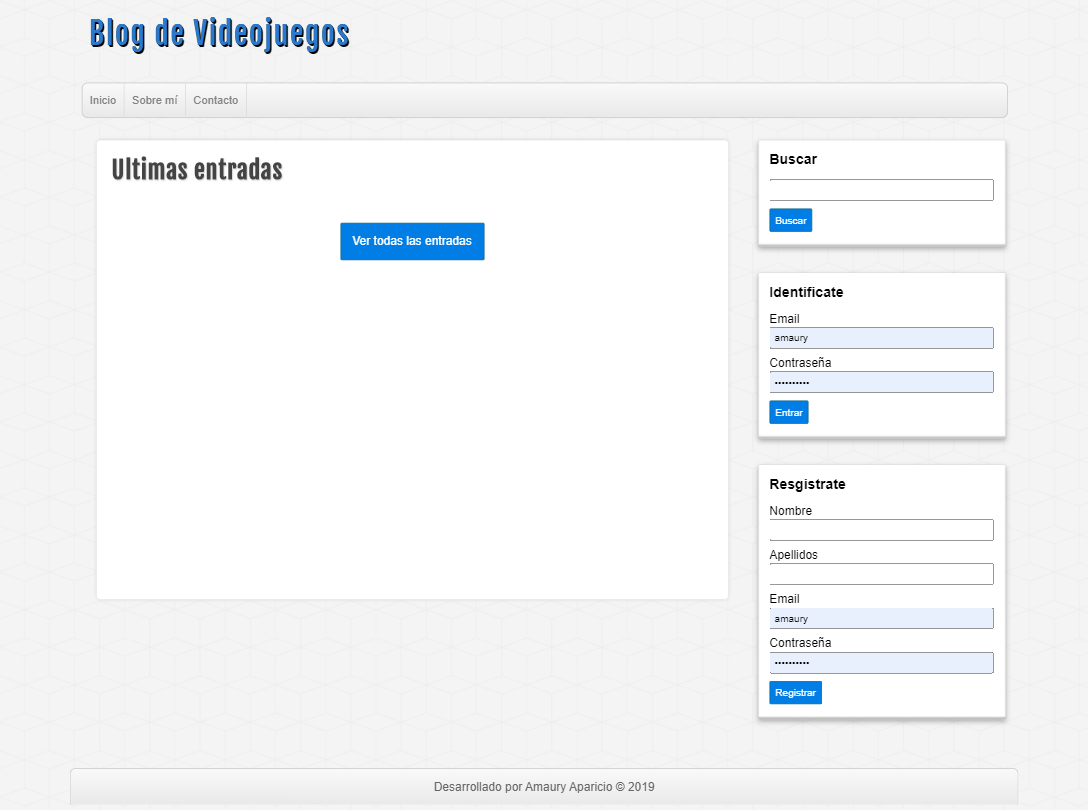 Blog de Videojuegos
Inicio
Sobre mí
Contacto
Ultimas entradas
Ver todas las entradas
Buscar
Buscar
Identificate
Email
amaury
Contraseña
••••••••••
Entrar
Resgistrate
Nombre
Apellidos
Email
amaury
Contraseña
••••••••••
Registrar
Desarrollado por Amaury Aparicio © 2019